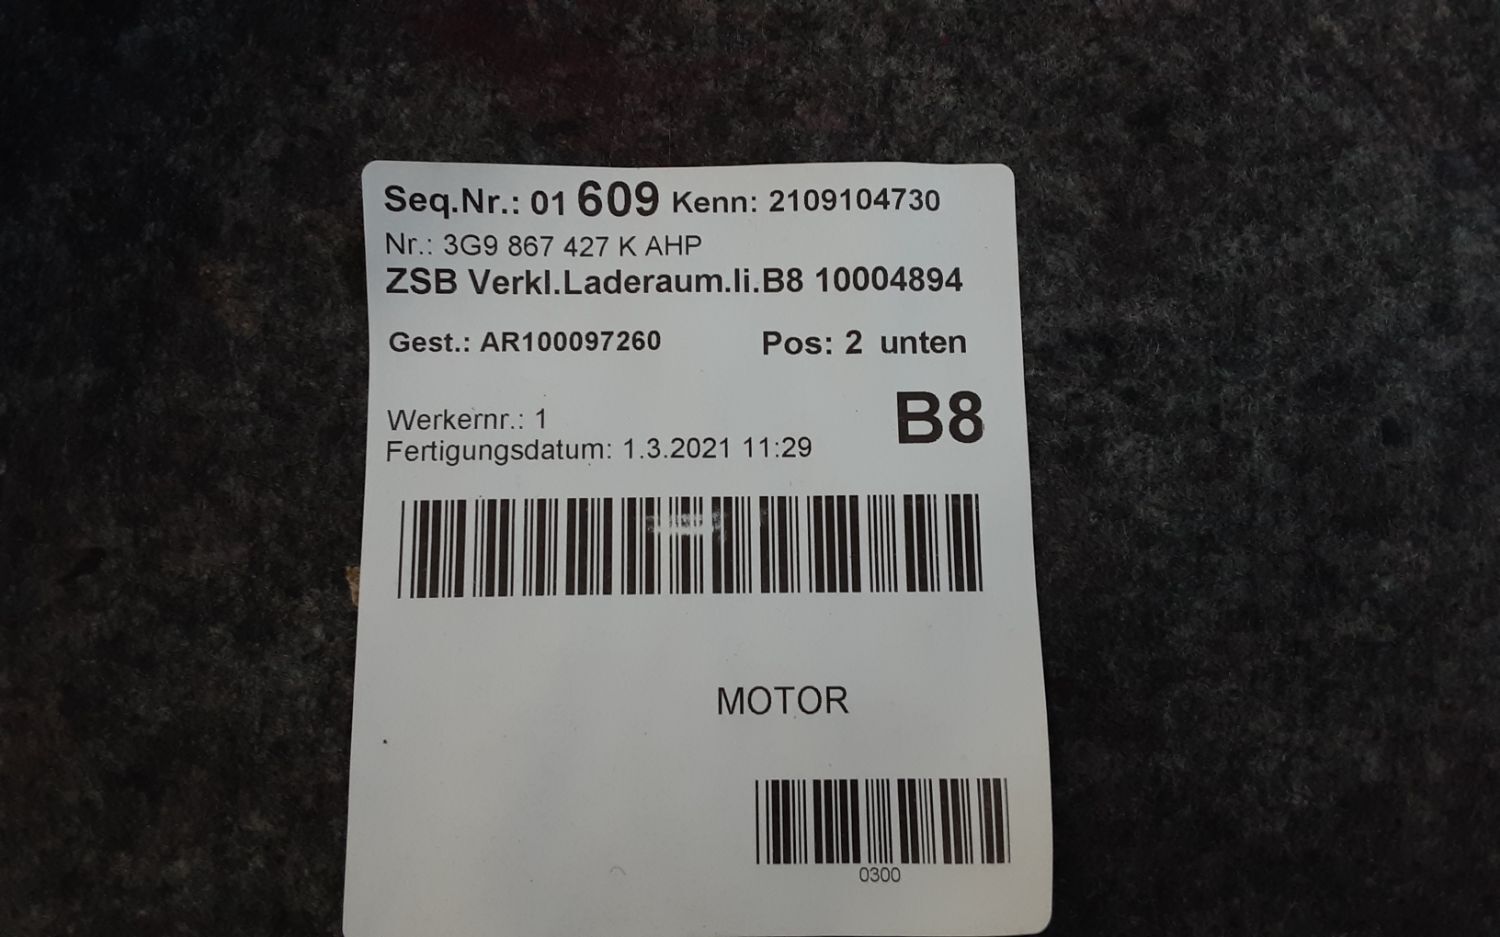 Seq.Nr.: 01 609 Kenn: 2109104730
Nr.: 3G9 867 427 K AHP
ZSB Verkl.Laderaum.li.B8 10004894
Gest.: AR100097260 Pos: 2 unten
B8
Werkernr.: 1
Fertigungsdatum: 1.3.2021 11:29
MOTOR
0300